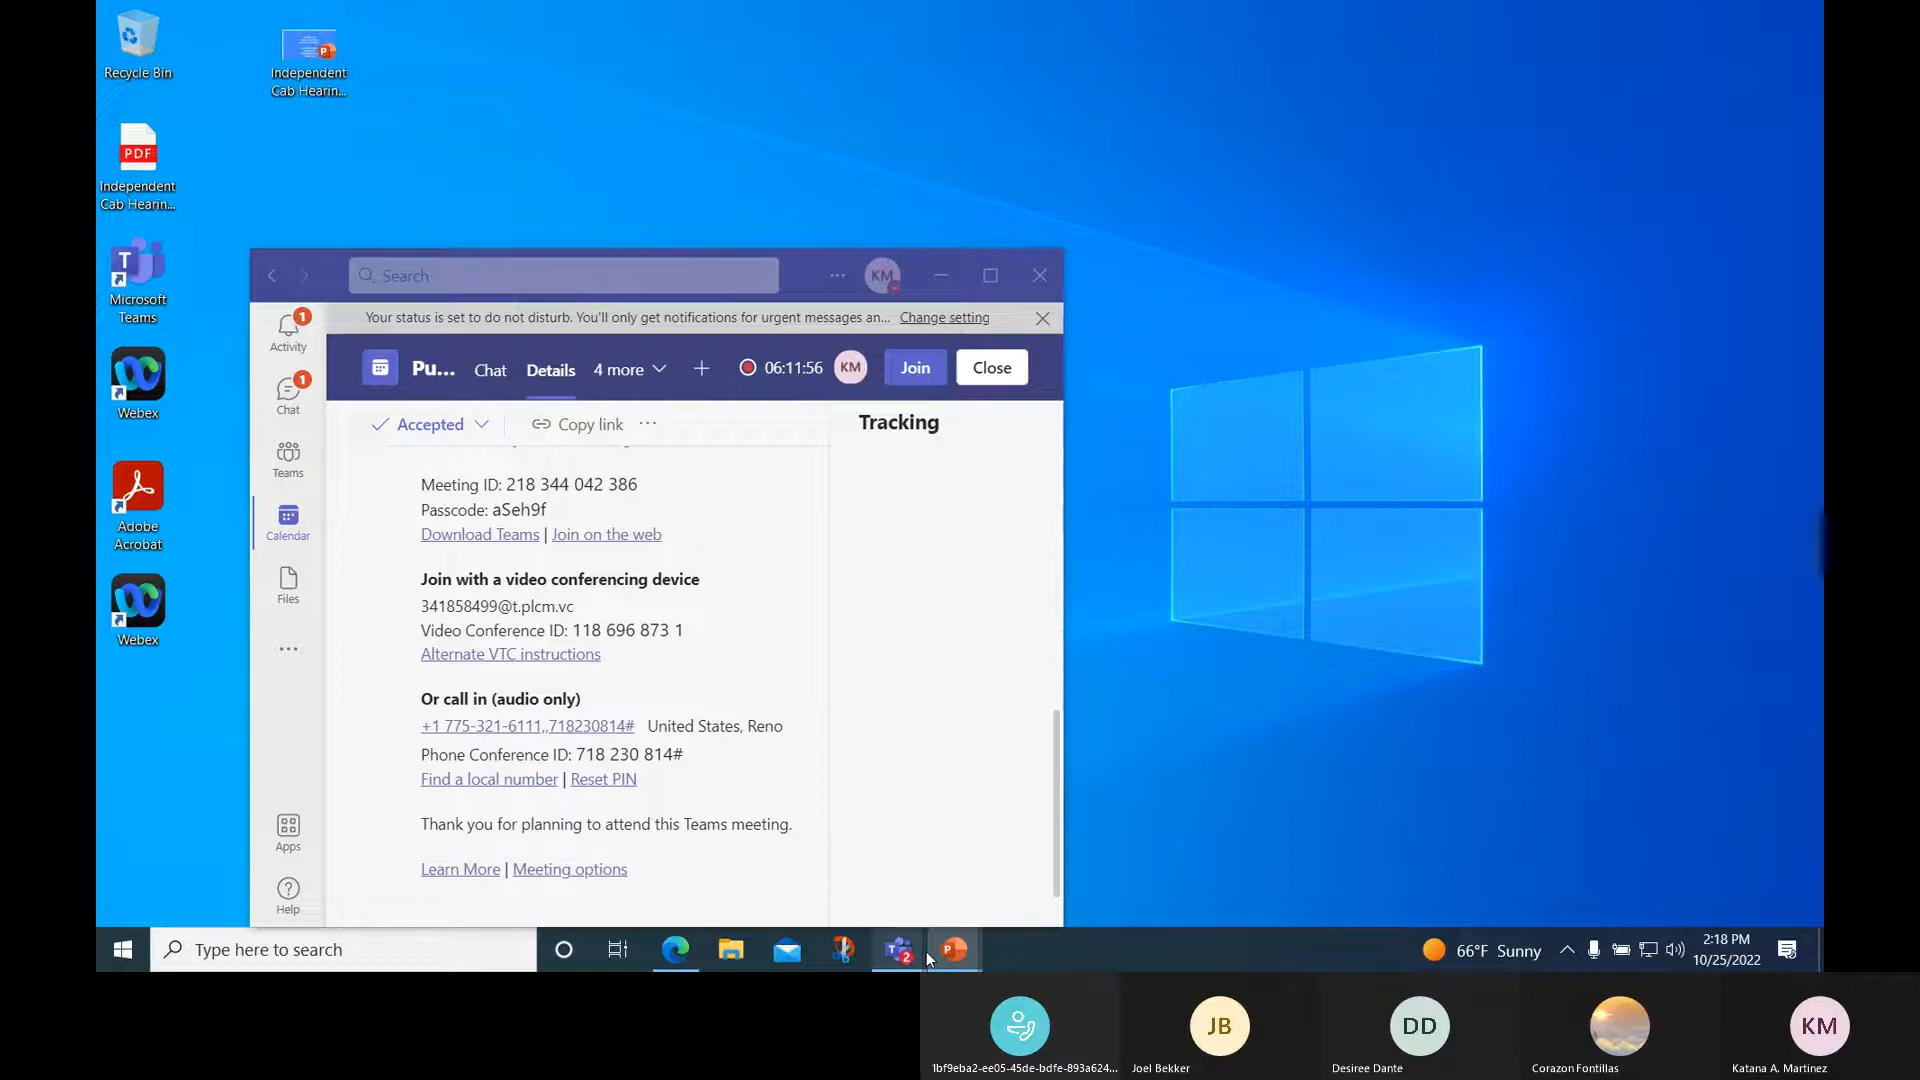 Recycle Bin
Independent
Cab Hearin...
PDF
Independent
Cab Hearin...
Microsoft
Teams
Webex
Adobe
Acrobat
Webex
Search
KM
Your status is set to do not disturb. You'll only get notifications for urgent messages an... Change setting
1
Activity
1
Chat
Teams
Calendar
Files
Apps
Help
Pu... Chat Details 4 more 06:11:56 KM Join Close
Accepted Copy link
Tracking
Meeting ID: 218 344 042 386
Passcode: aSeh9f
Download Teams | Join on the web
Join with a video conferencing device
341858499@t.plcm.vc
Video Conference ID: 118 696 873 1
Alternate VTC instructions
Or call in (audio only)
+1 775-321-6111,,718230814# United States, Reno
Phone Conference ID: 718 230 814#
Find a local number | Reset PIN
Thank you for planning to attend this Teams meeting.
Learn More | Meeting options
Type here to search
2
66°F Sunny
2:18 PM
10/25/2022
JB
DD
KM
1bf9eba2-ee05-45de-bdfe-893a624...
Joel Bekker
Desiree Dante
Corazon Fontillas
Katana A. Martinez